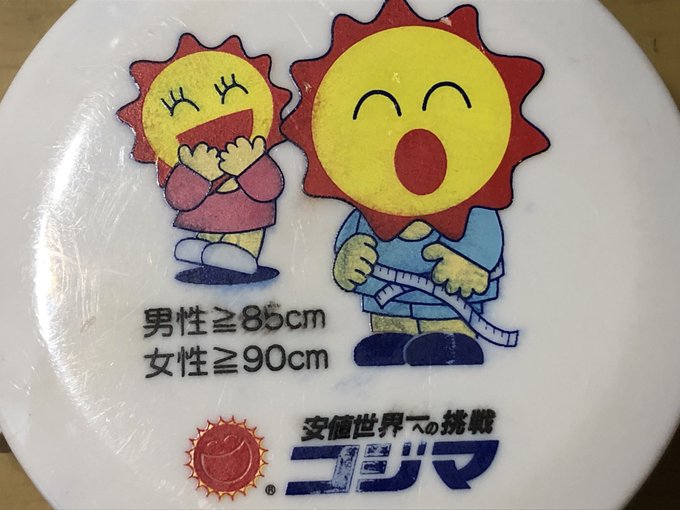 男性≧85cm
女性≧90cm
安値世界一への挑戦
コジマ
®